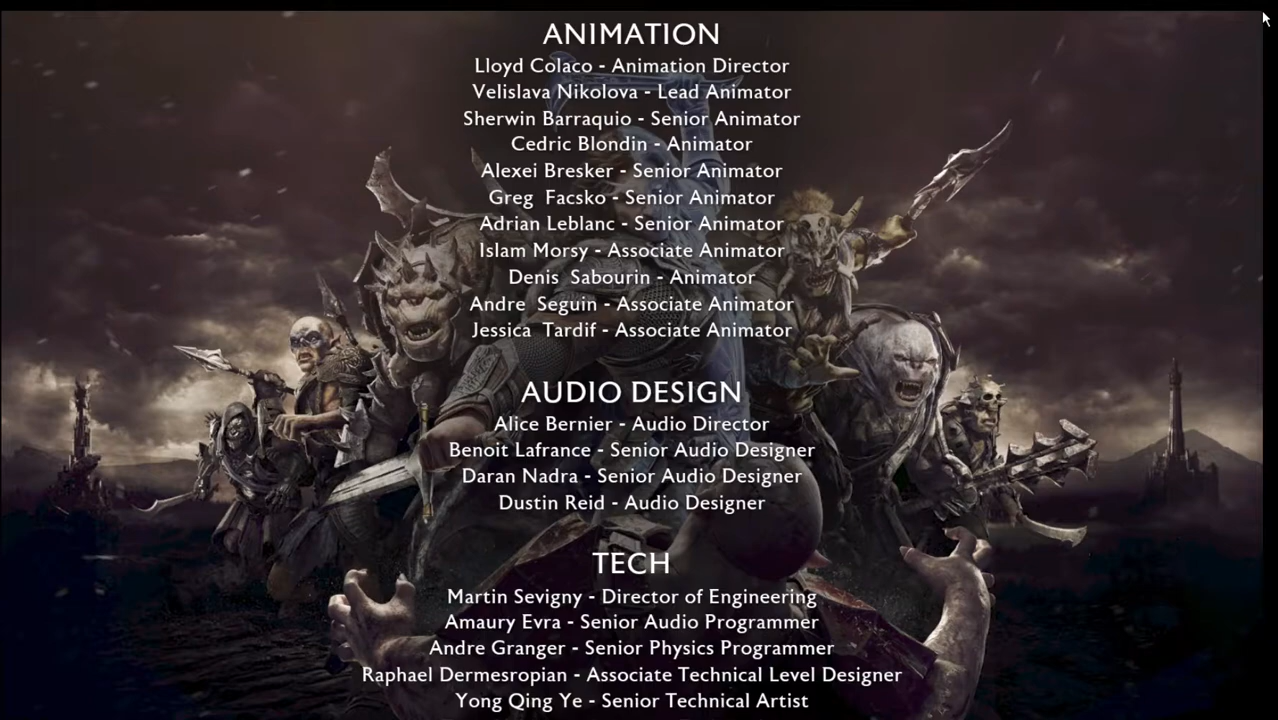 ANIMATION
Lloyd Colaco - Animation Director
Velislava Nikolova - Lead Animator
Sherwin Barraquio - Senior Animator
Cedric Blondin - Animator
Alexei Bresker - Senior Animator
Greg  Facsko - Senior Animator
Adrian Leblanc - Senior Animator
Islam Morsy - Associate Animator
Denis  Sabourin - Animator
Andre  Seguin - Associate Animator
Jessica  Tardif - Associate Animator
AUDIO DESIGN
Alice Bernier - Audio Director
Benoit Lafrance - Senior Audio Designer
Daran Nadra - Senior Audio Designer
Dustin Reid - Audio Designer
TECH
Martin Sevigny - Director of Engineering
Amaury Evra - Senior Audio Programmer
Andre Granger - Senior Physics Programmer
Raphael Dermesropian - Associate Technical Level Designer
Yong Qing Ye - Senior Technical Artist